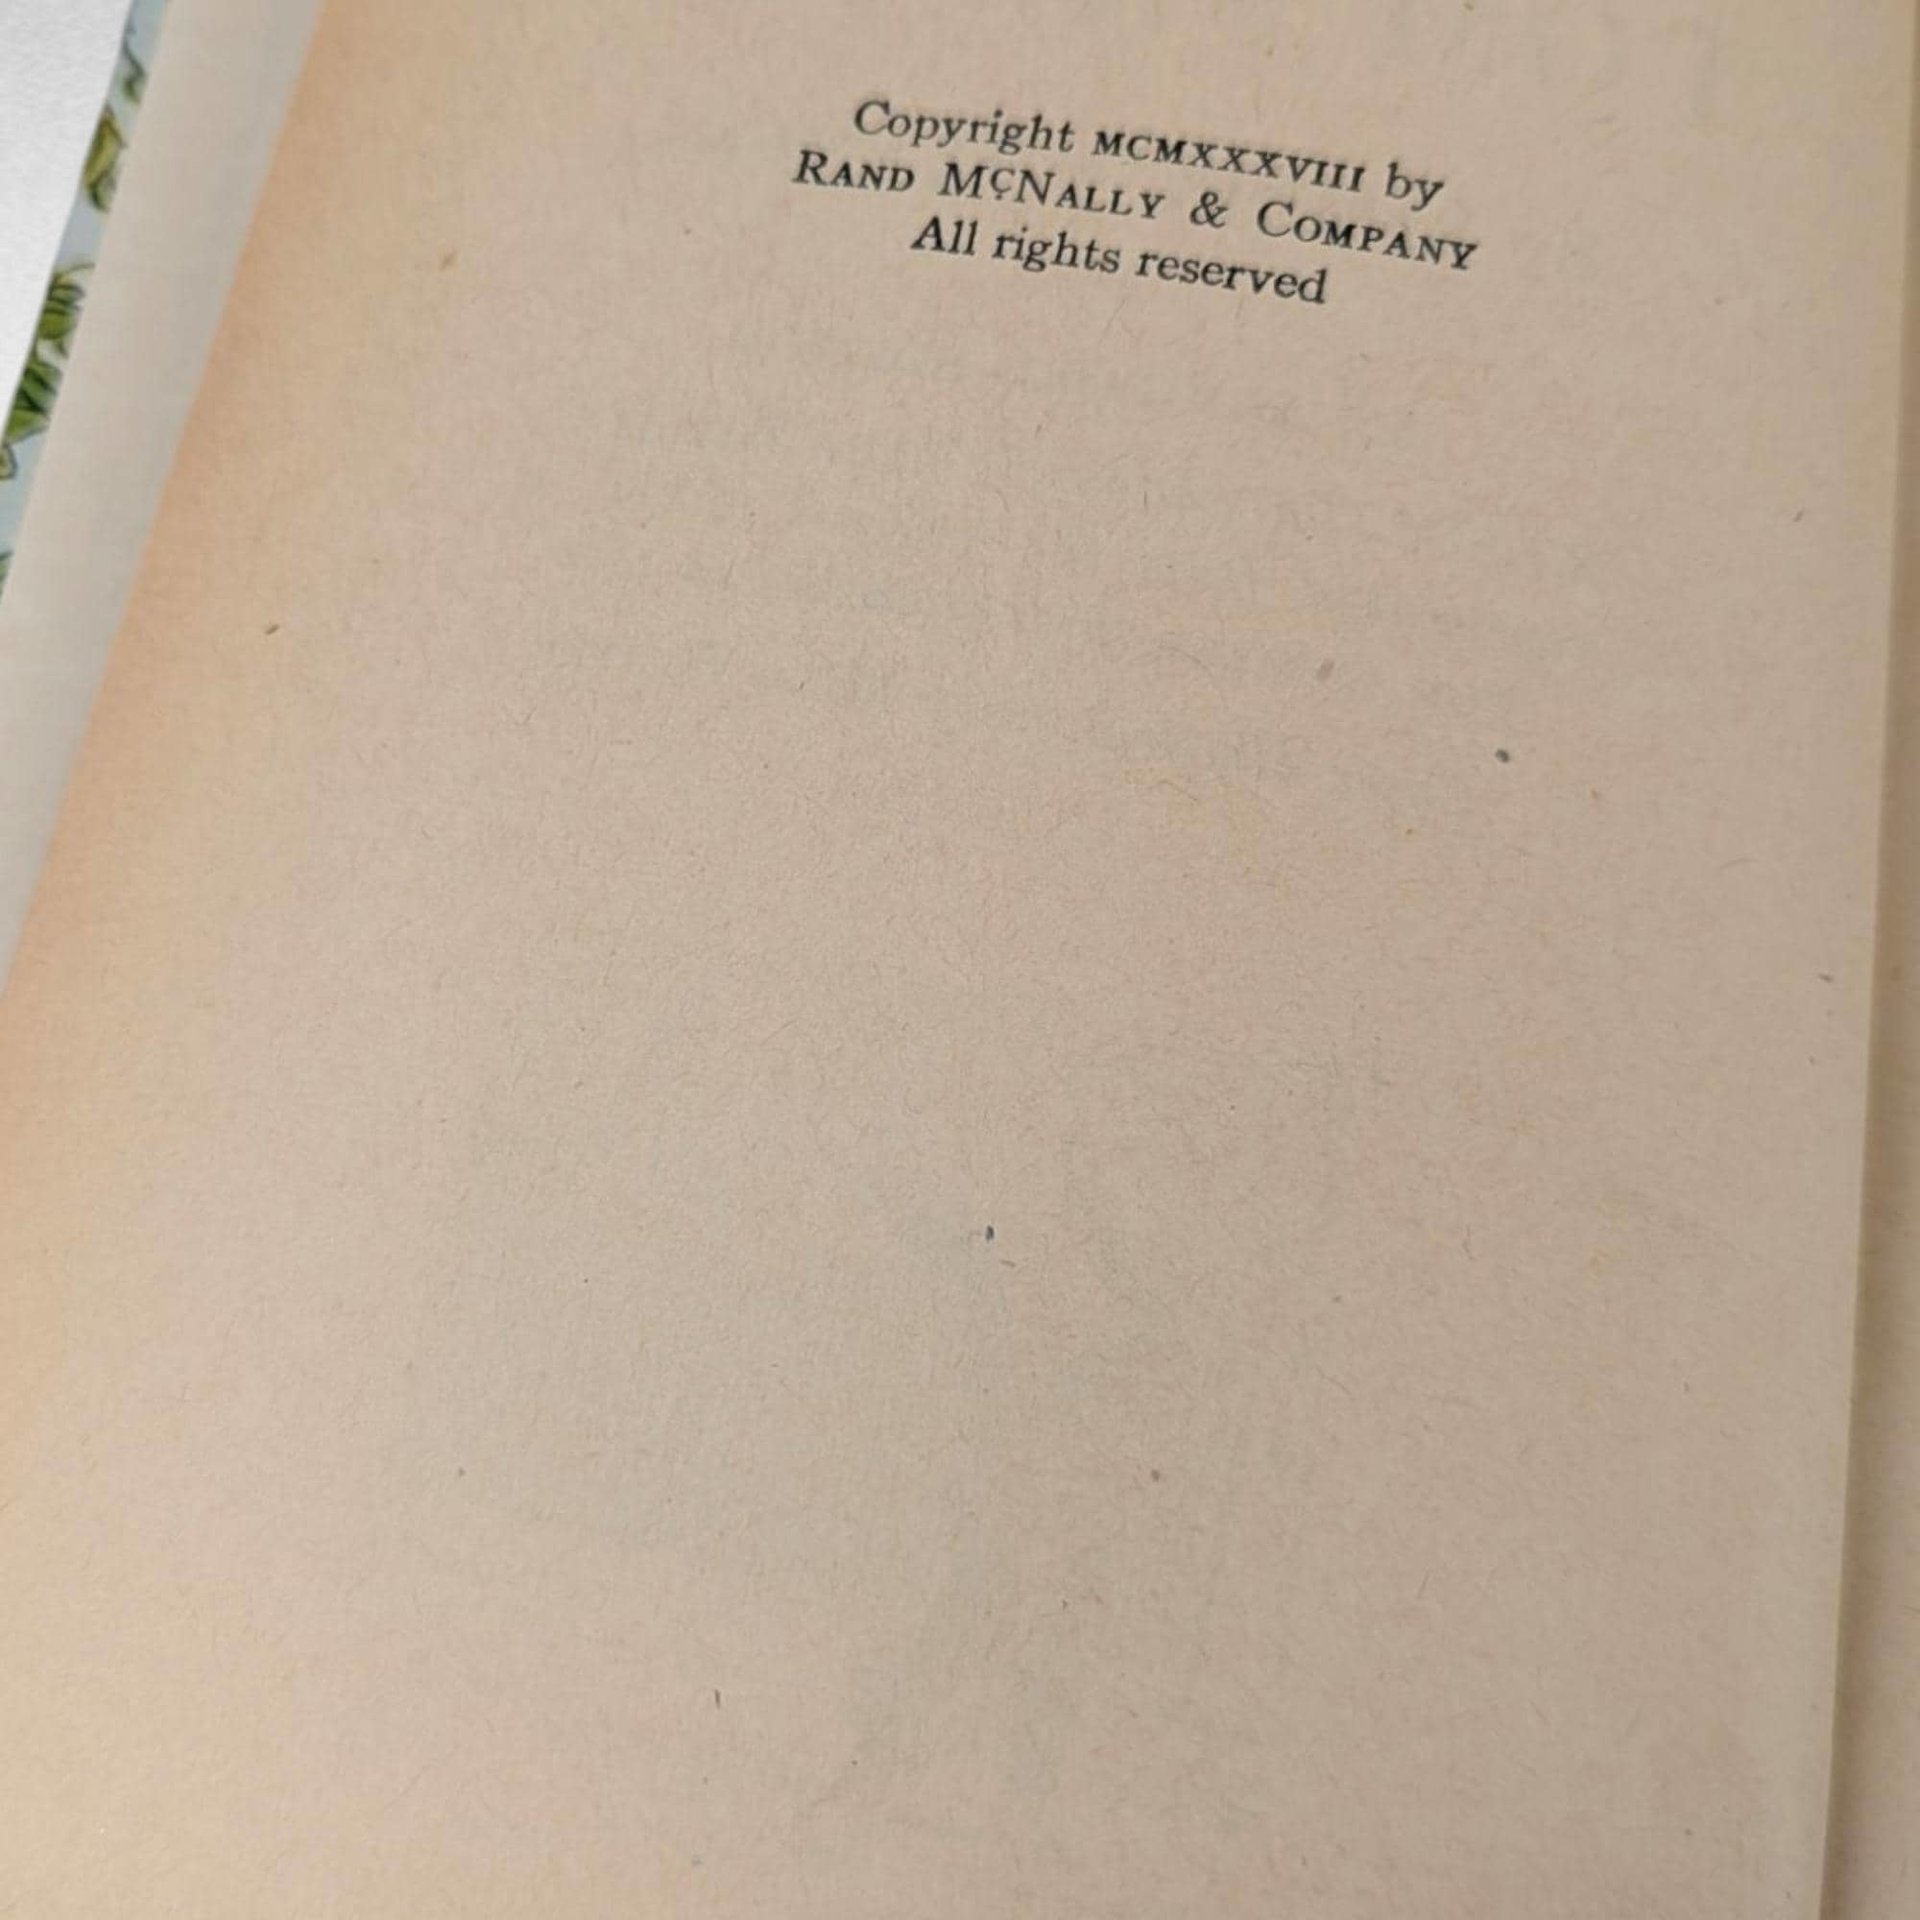 Copyright MCMXXXVIII by
RAND McNALLY & COMPANY
All rights reserved